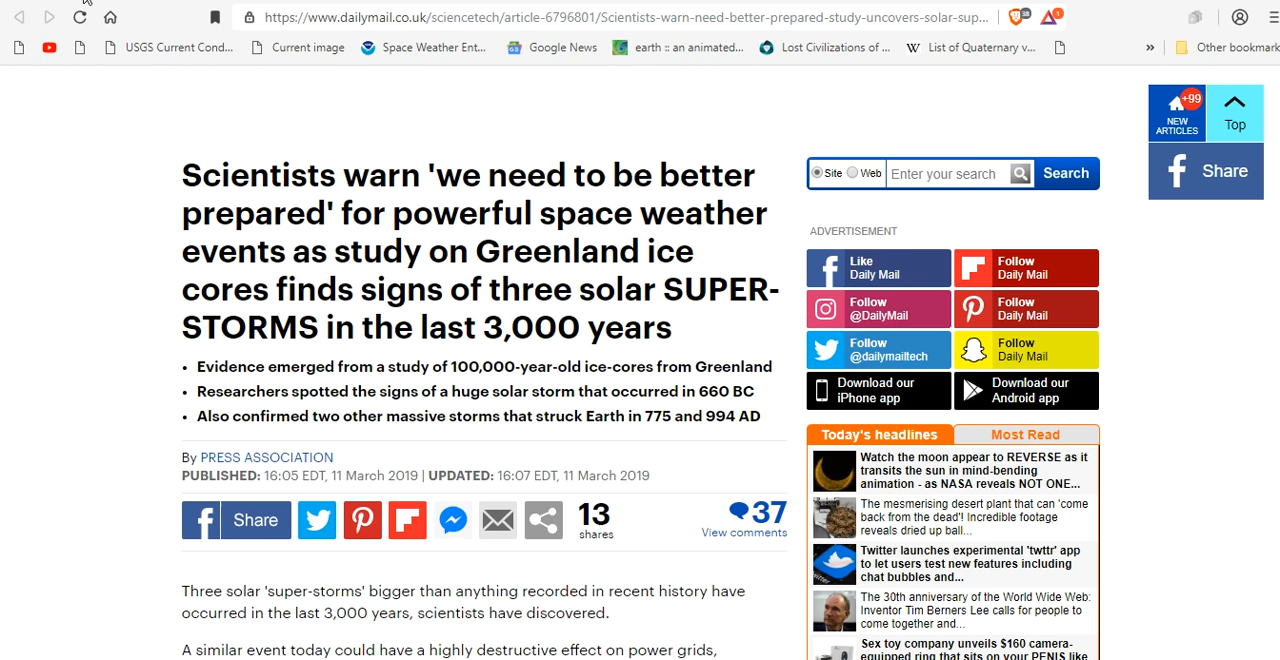 https://www.dailymail.co.uk/sciencetech/article-6796801/Scientists-warn-need-better-prepared-study-uncovers-solar-sup...
38
1
USGS Current Cond...
Current image
Space Weather Ent...
Google News
earth :: an animated...
Lost Civilizations of ...
W List of Quaternary v...
»
Other bookmark
+99
NEW
ARTICLES
Top
Share
Scientists warn 'we need to be better
prepared' for powerful space weather
events as study on Greenland ice
cores finds signs of three solar SUPER-
STORMS in the last 3,000 years
• Evidence emerged from a study of 100,000-year-old ice-cores from Greenland
• Researchers spotted the signs of a huge solar storm that occurred in 660 BC
• Also confirmed two other massive storms that struck Earth in 775 and 994 AD
By PRESS ASSOCIATION
PUBLISHED: 16:05 EDT, 11 March 2019 | UPDATED: 16:07 EDT, 11 March 2019
Share
13
shares
37
View comments
Three solar 'super-storms' bigger than anything recorded in recent history have
occurred in the last 3,000 years, scientists have discovered.
A similar event today could have a highly destructive effect on power grids,
Site Web Enter your search Search
ADVERTISEMENT
Like
Daily Mail
Follow
Daily Mail
Follow
@DailyMail
Follow
Daily Mail
Follow
@dailymailtech
Follow
Daily Mail
Download our
iPhone app
Download our
Android app
Today's headlines
Most Read
Watch the moon appear to REVERSE as it
transits the sun in mind-bending
animation - as NASA reveals NOT ONE...
The mesmerising desert plant that can 'come
back from the dead'! Incredible footage
reveals dried up ball...
Twitter launches experimental 'twttr' app
to let users test new features including
chat bubbles and...
The 30th anniversary of the World Wide Web:
Inventor Tim Berners Lee calls for people to
come together and...
Sex toy company unveils $160 camera-
equipped ring that sits on your PENIS like